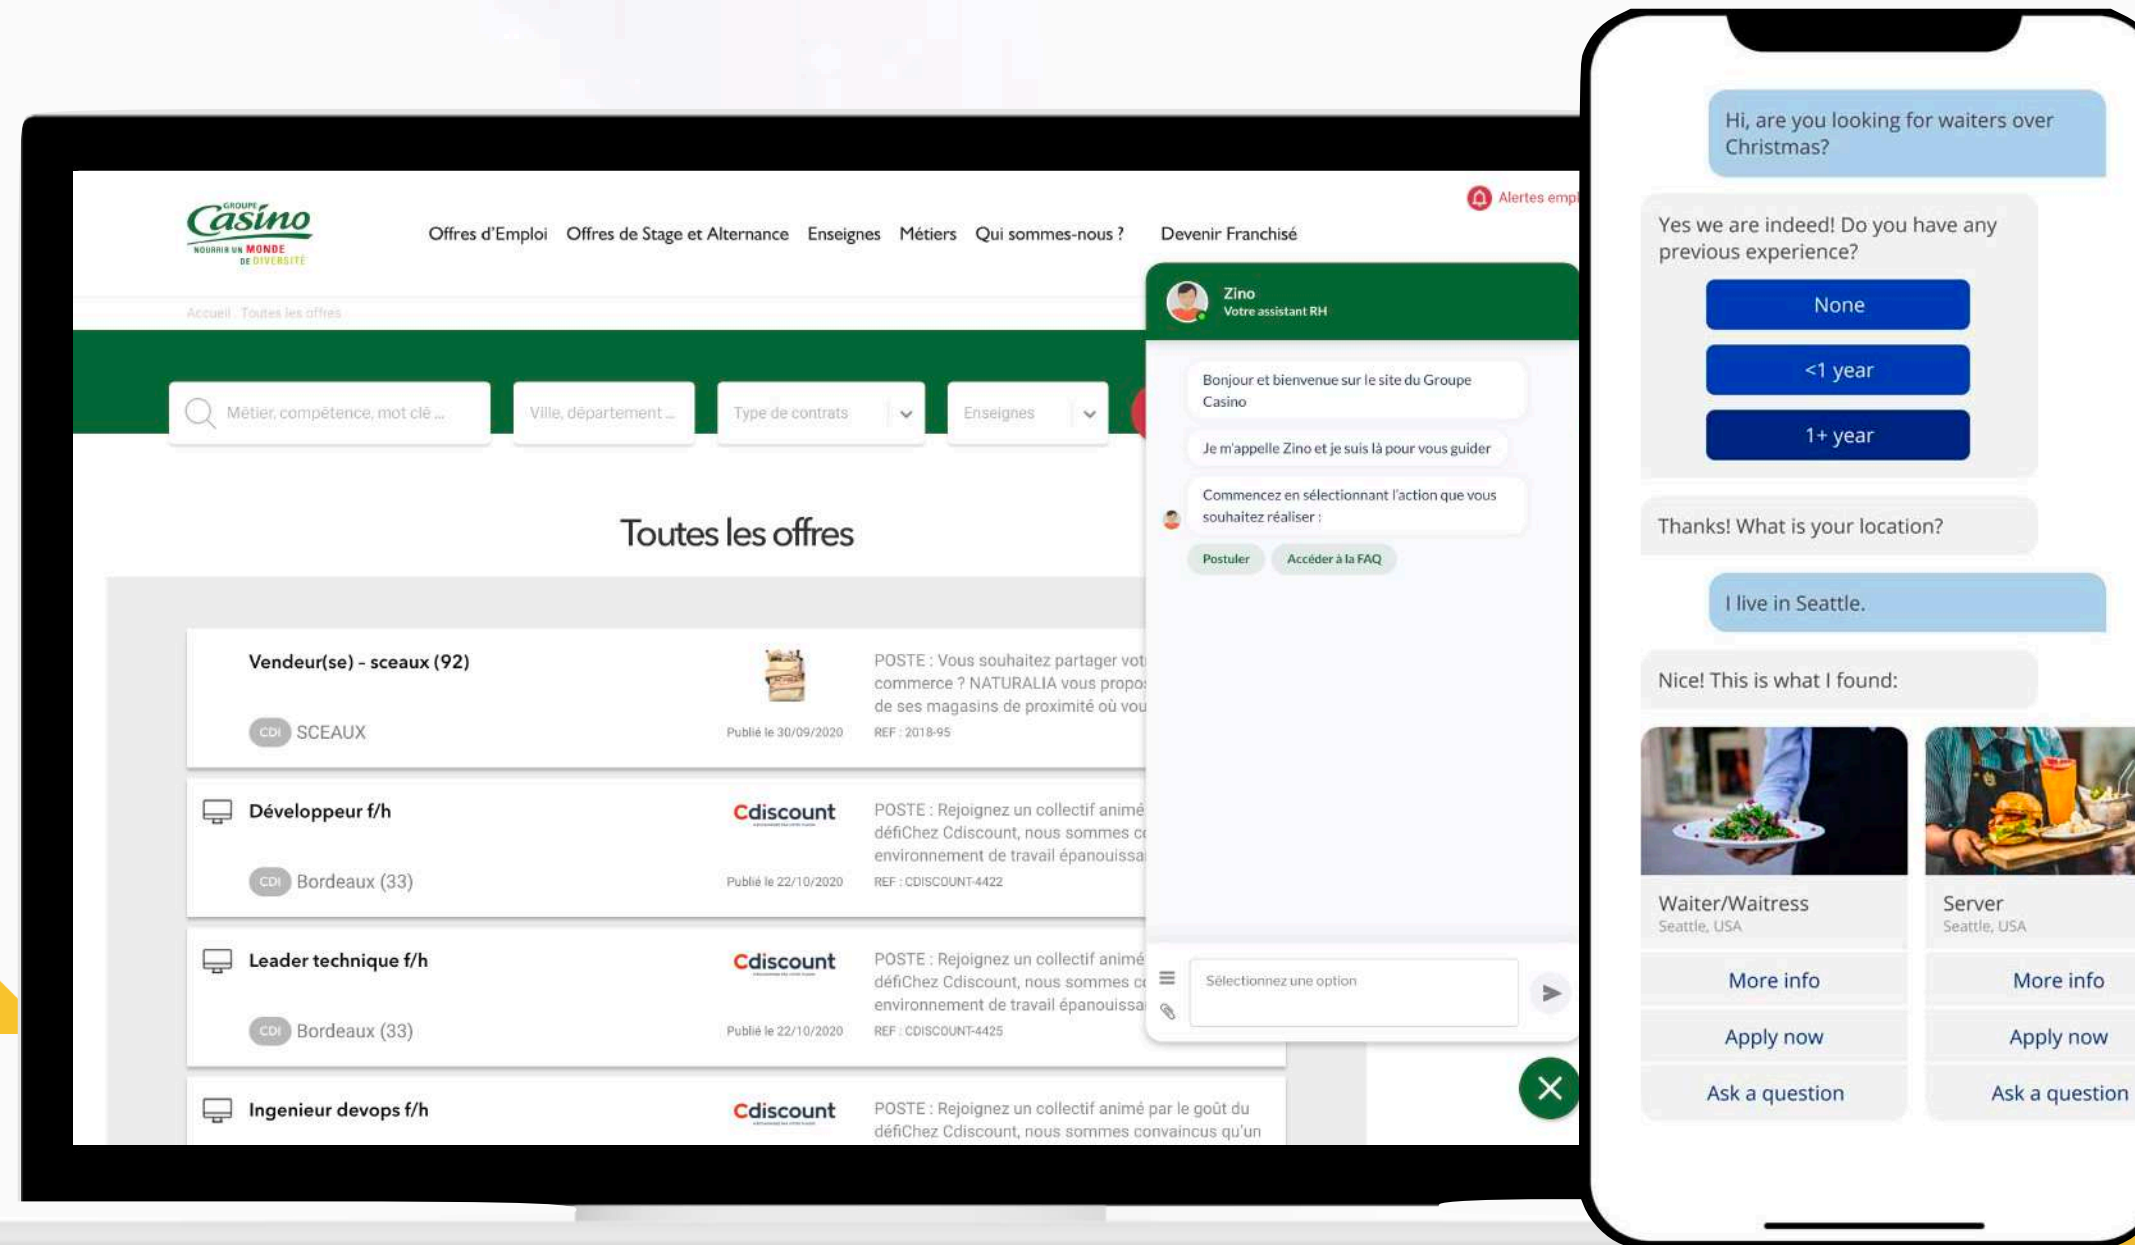 GROUPE
Casino
NOURRIR UN MONDE
DE DIVERSITÉ
Offres d'Emploi Offres de Stage et Alternance Enseignes Métiers Qui sommes-nous ? Devenir Franchisé
Alertes empl
Accueil . Toutes les offres
Métier, compétence, mot clé ...
Ville, département ...
Type de contrats
Enseignes
Toutes les offres
Vendeur(se) - sceaux (92)
CDI SCEAUX
Publié le 30/09/2020
POSTE : Vous souhaitez partager vot
commerce ? NATURALIA vous propo
de ses magasins de proximité où vou
REF : 2018-95
Développeur f/h
CDI Bordeaux (33)
Cdiscount
Publié le 22/10/2020
POSTE : Rejoignez un collectif animé
défiChez Cdiscount, nous sommes co
environnement de travail épanouissa
REF : CDISCOUNT-4422
Leader technique f/h
CDI Bordeaux (33)
Cdiscount
Publié le 22/10/2020
POSTE : Rejoignez un collectif animé
défiChez Cdiscount, nous sommes co
environnement de travail épanouissa
REF : CDISCOUNT-4425
Ingenieur devops f/h
Cdiscount
POSTE : Rejoignez un collectif animé par le goût du
défiChez Cdiscount, nous sommes convaincus qu'un
Zino
Votre assistant RH
Bonjour et bienvenue sur le site du Groupe
Casino
Je m'appelle Zino et je suis là pour vous guider
Commencez en sélectionnant l'action que vous
souhaitez réaliser :
Postuler
Accéder à la FAQ
Sélectionnez une option
Hi, are you looking for waiters over
Christmas?
Yes we are indeed! Do you have any
previous experience?
None
<1 year
1+ year
Thanks! What is your location?
I live in Seattle.
Nice! This is what I found:
Waiter/Waitress
Seattle, USA
More info
Apply now
Ask a question
Server
Seattle, USA
More info
Apply now
Ask a question